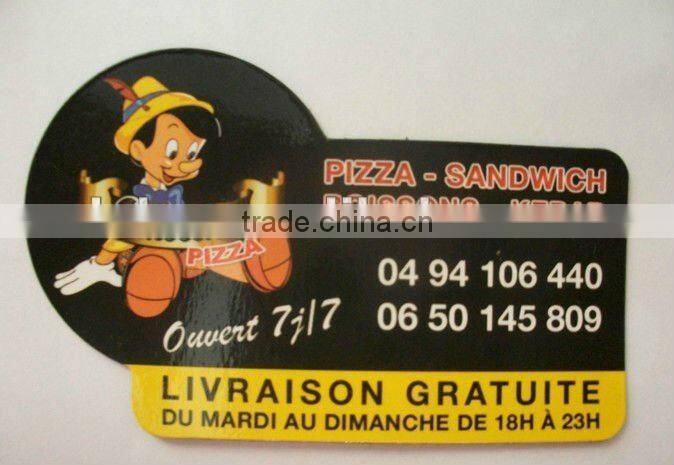 PIZZA - SANDWICH
trade.china.cn
PIZZA
04 94 106 440
06 50 145 809
Ouvert 7j/7
LIVRAISON GRATUITE
DU MARDI AU DIMANCHE DE 18H À 23H